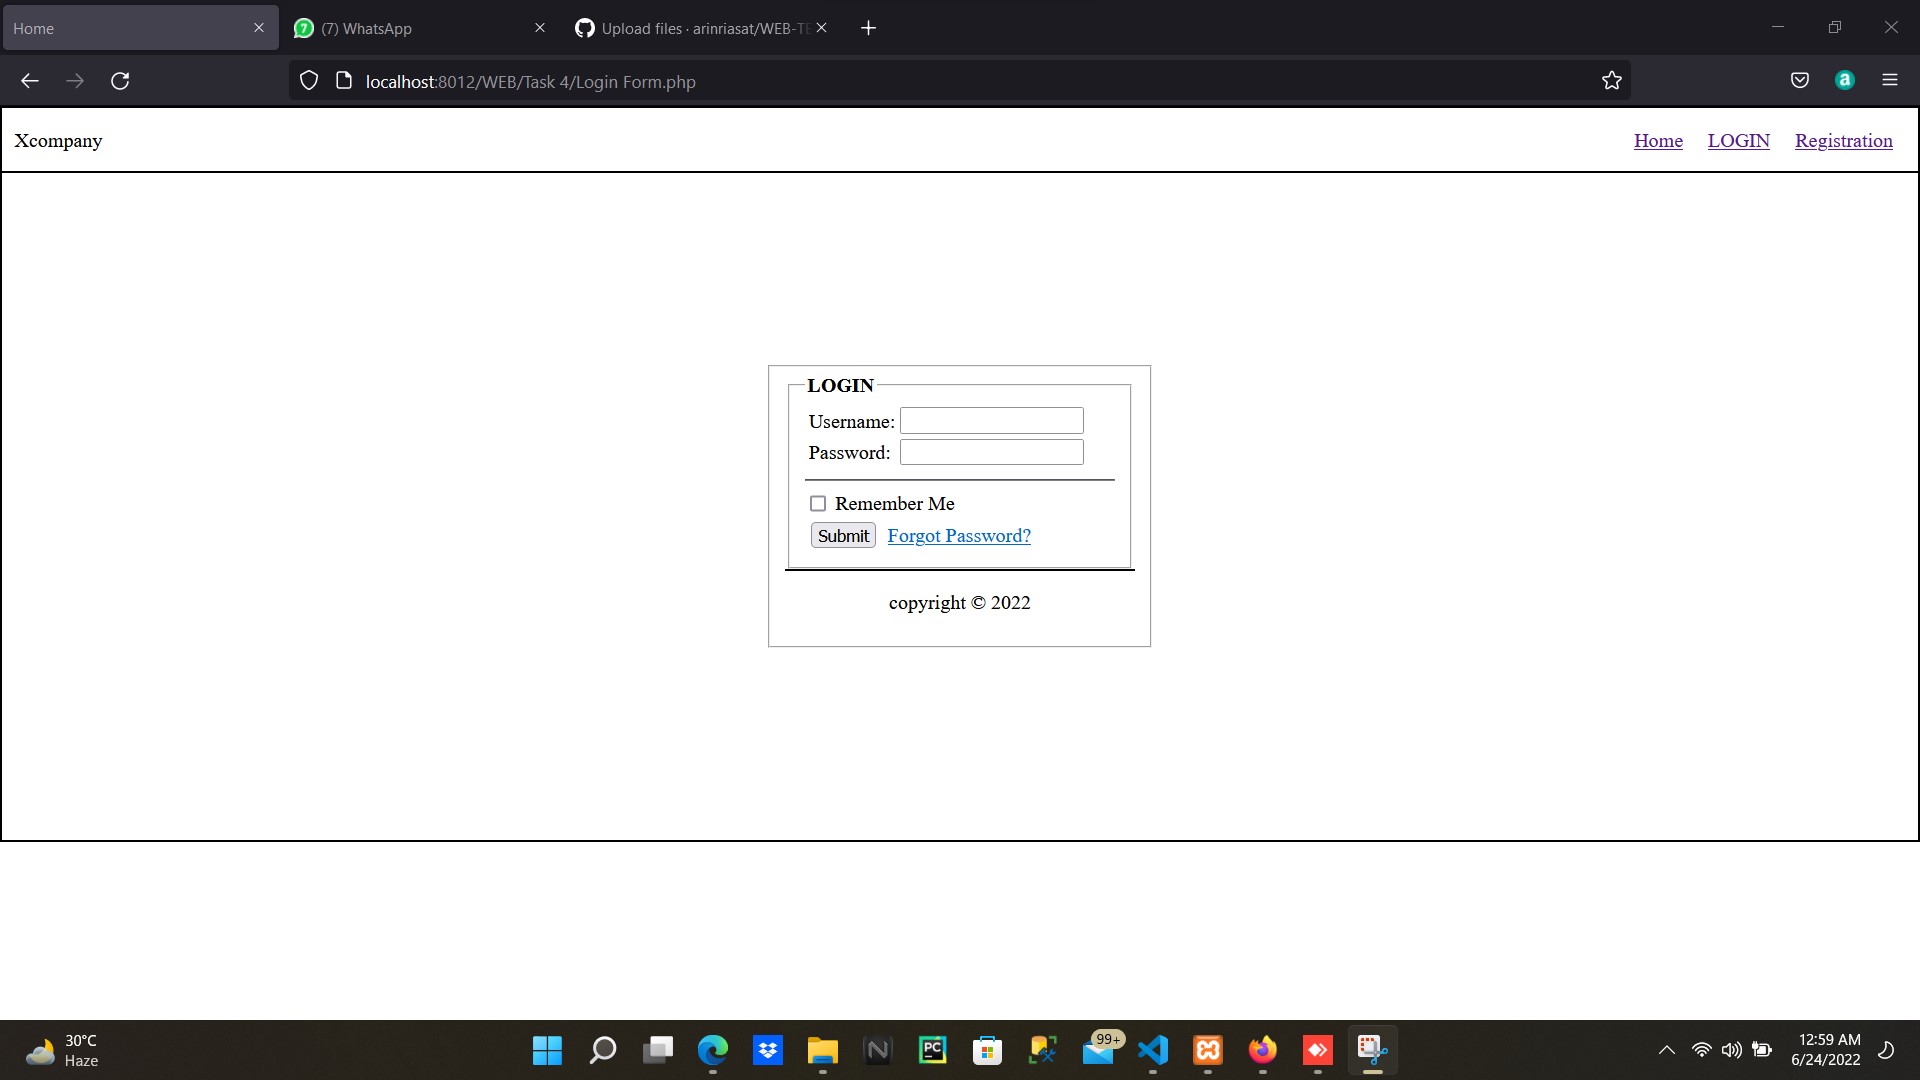 Home
(7) WhatsApp
Upload files · arinriasat/WEB-TE
localhost:8012/WEB/Task 4/Login Form.php
a
Xcompany
Home LOGIN Registration
LOGIN
Username:
Password:
Remember Me
Submit Forgot Password?
copyright © 2022
30°C
Haze
PC
99+
12:59 AM
6/24/2022